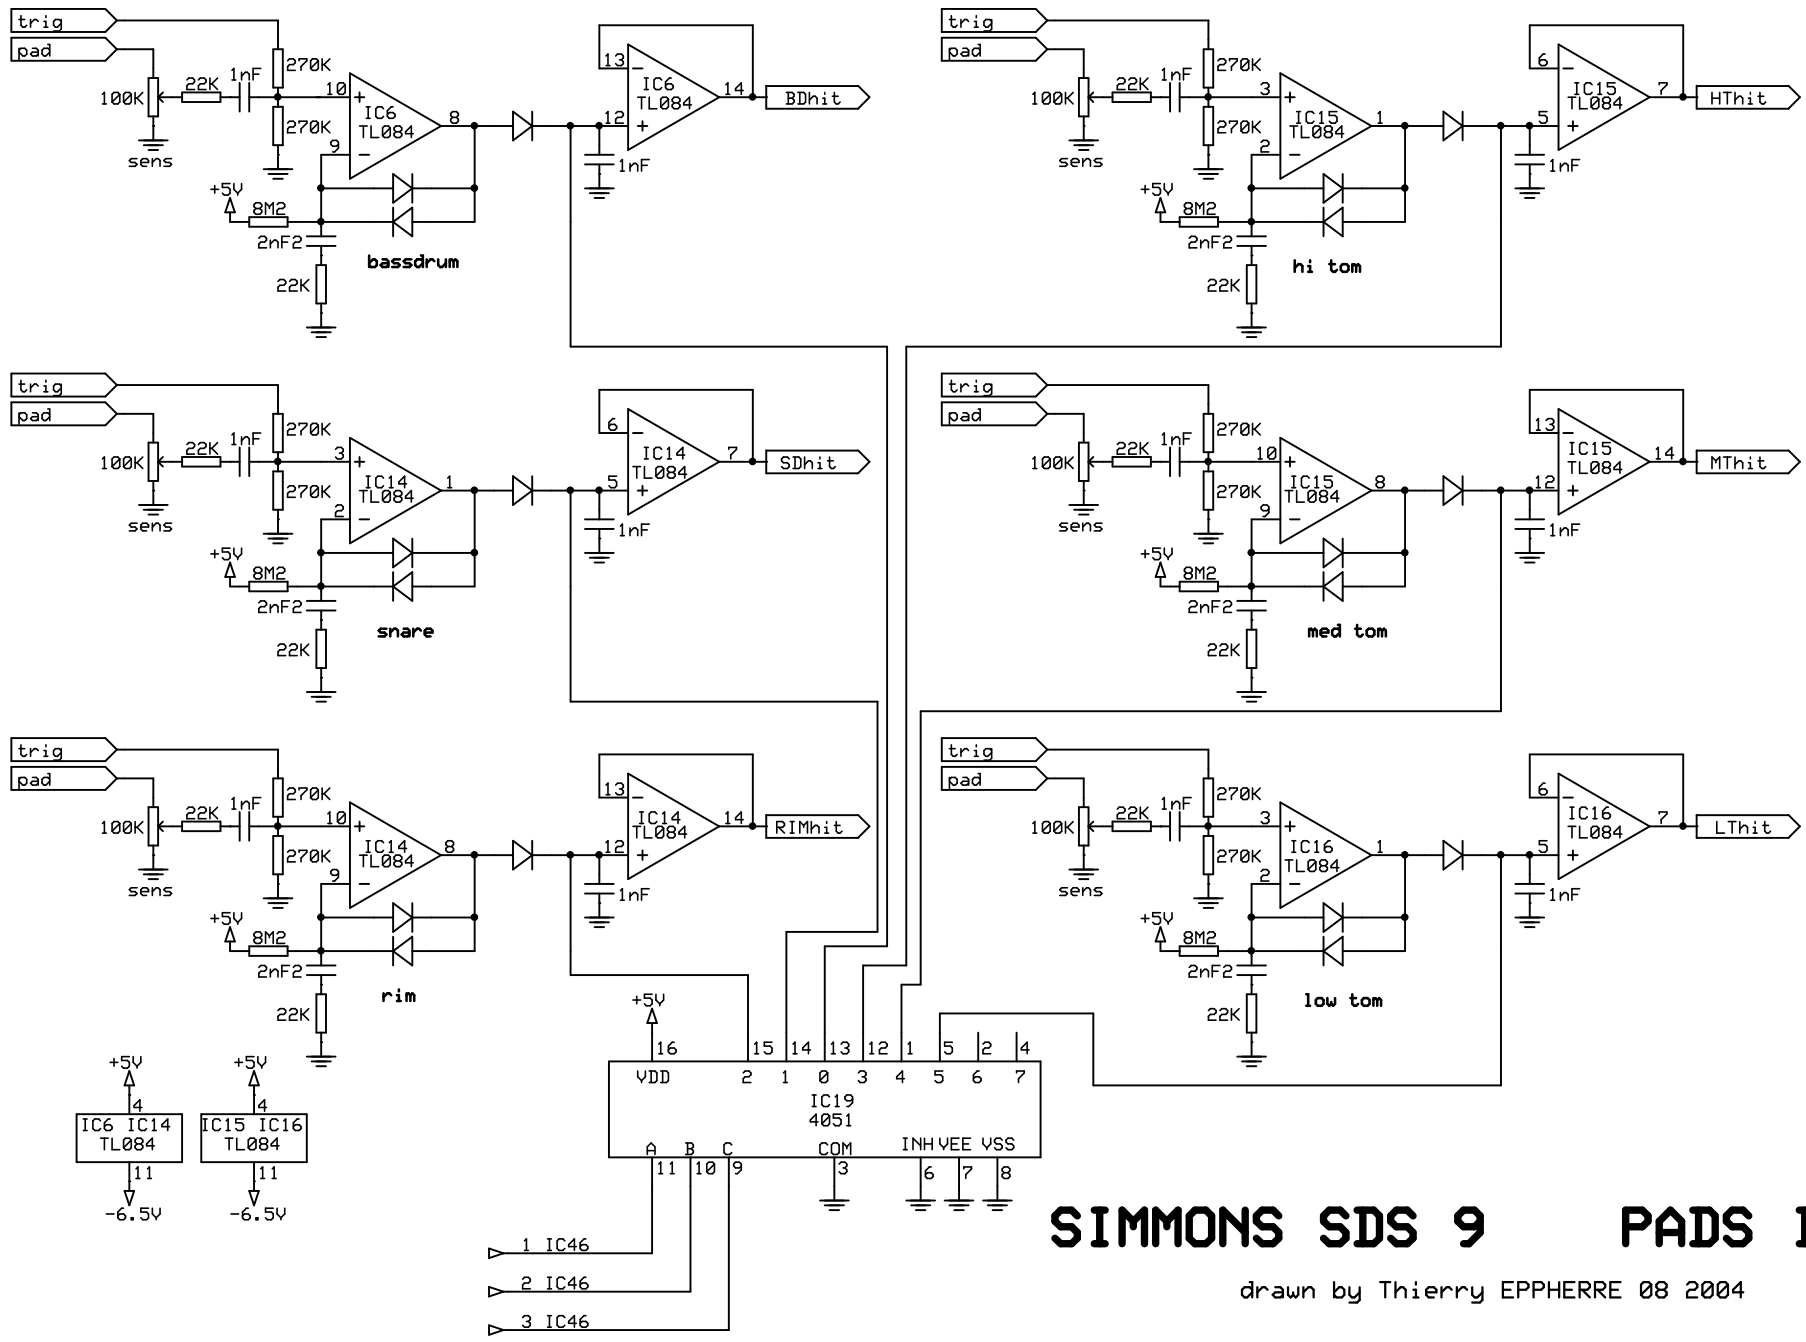 trig
pad
270K
1nF
22K
100K
270K
sens
10
IC6
TL084
8
9
+5V
8M2
2nF2
22K
bassdrum
13
IC6
TL084
14
12
1nF
BDhit
trig
pad
270K
1nF
22K
100K
270K
sens
3
IC15
TL084
1
2
+5V
8M2
2nF2
22K
hi tom
6
IC15
TL084
7
5
1nF
HThit
trig
pad
270K
1nF
22K
100K
270K
sens
3
IC14
TL084
1
2
+5V
8M2
2nF2
22K
snare
6
IC14
TL084
7
5
1nF
SDhit
trig
pad
270K
1nF
22K
100K
270K
sens
10
IC15
TL084
8
9
+5V
8M2
2nF2
22K
med tom
13
IC15
TL084
14
12
1nF
MThit
trig
pad
270K
1nF
22K
100K
270K
sens
10
IC14
TL084
8
9
+5V
8M2
2nF2
22K
rim
13
IC14
TL084
14
12
1nF
RIMhit
trig
pad
270K
1nF
22K
100K
270K
sens
3
IC16
TL084
1
2
+5V
8M2
2nF2
22K
low tom
6
IC16
TL084
7
5
1nF
LThit
+5V
4
IC6 IC14
TL084
11
-6.5V
+5V
4
IC15 IC16
TL084
11
-6.5V
+5V
16 15 14 13 12 1 5 2 4
VDD 2 1 0 3 4 5 6 7
IC19
4051
A B C COM INH VEE VSS
11 10 9 3 6 7 8
1 IC46
2 IC46
3 IC46
SIMMONS SDS 9 PADS
drawn by Thierry EPPHERRE 08 2004